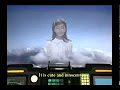 It is cute and innocent